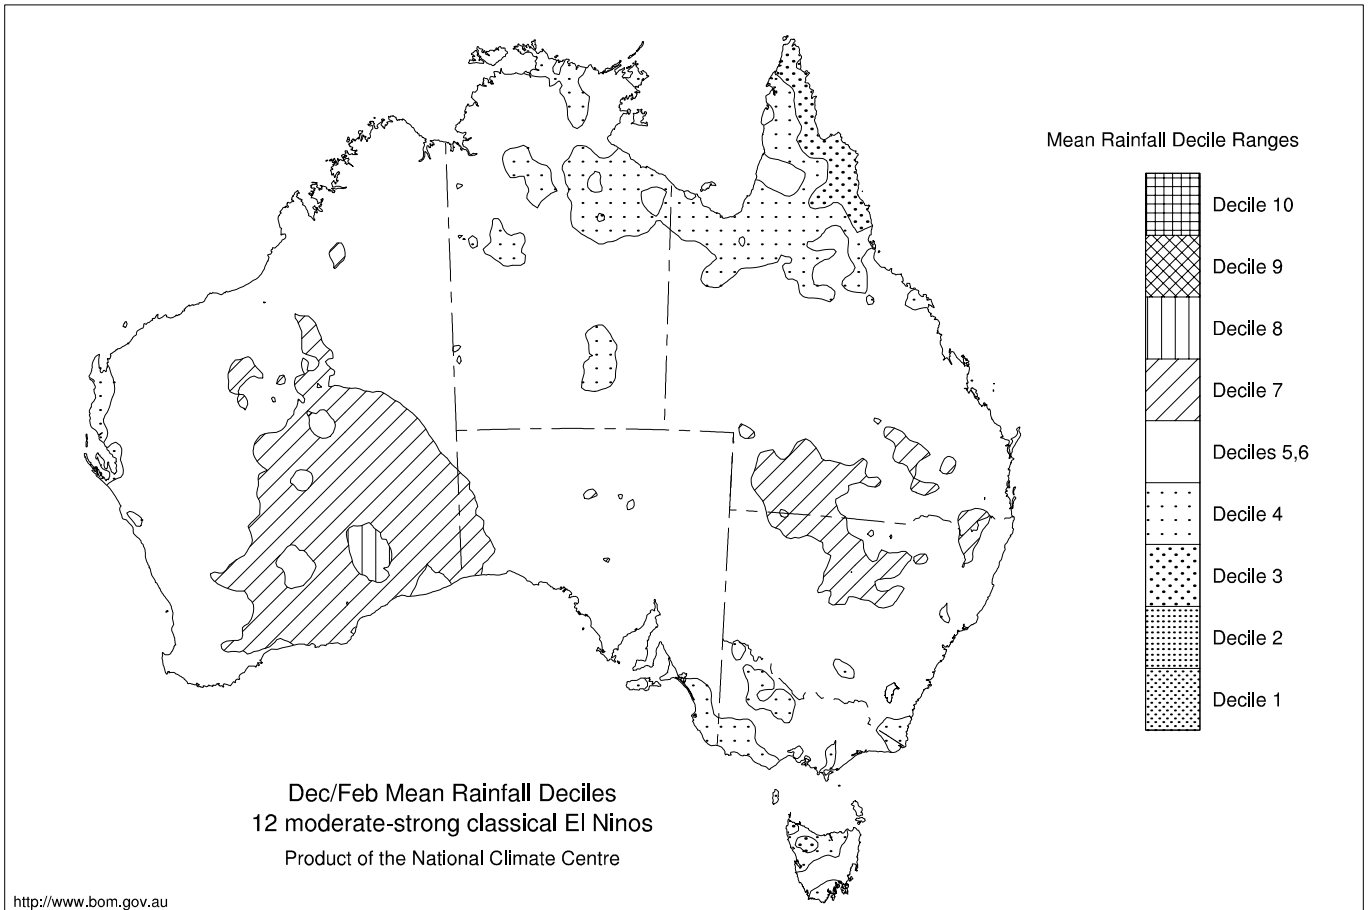 Mean Rainfall Decile Ranges
Decile 10
Decile 9
Decile 8
Decile 7
Deciles 5,6
Decile 4
Decile 3
Decile 2
Decile 1
Dec/Feb Mean Rainfall Deciles
12 moderate-strong classical El Ninos
Product of the National Climate Centre
http://www.bom.gov.au